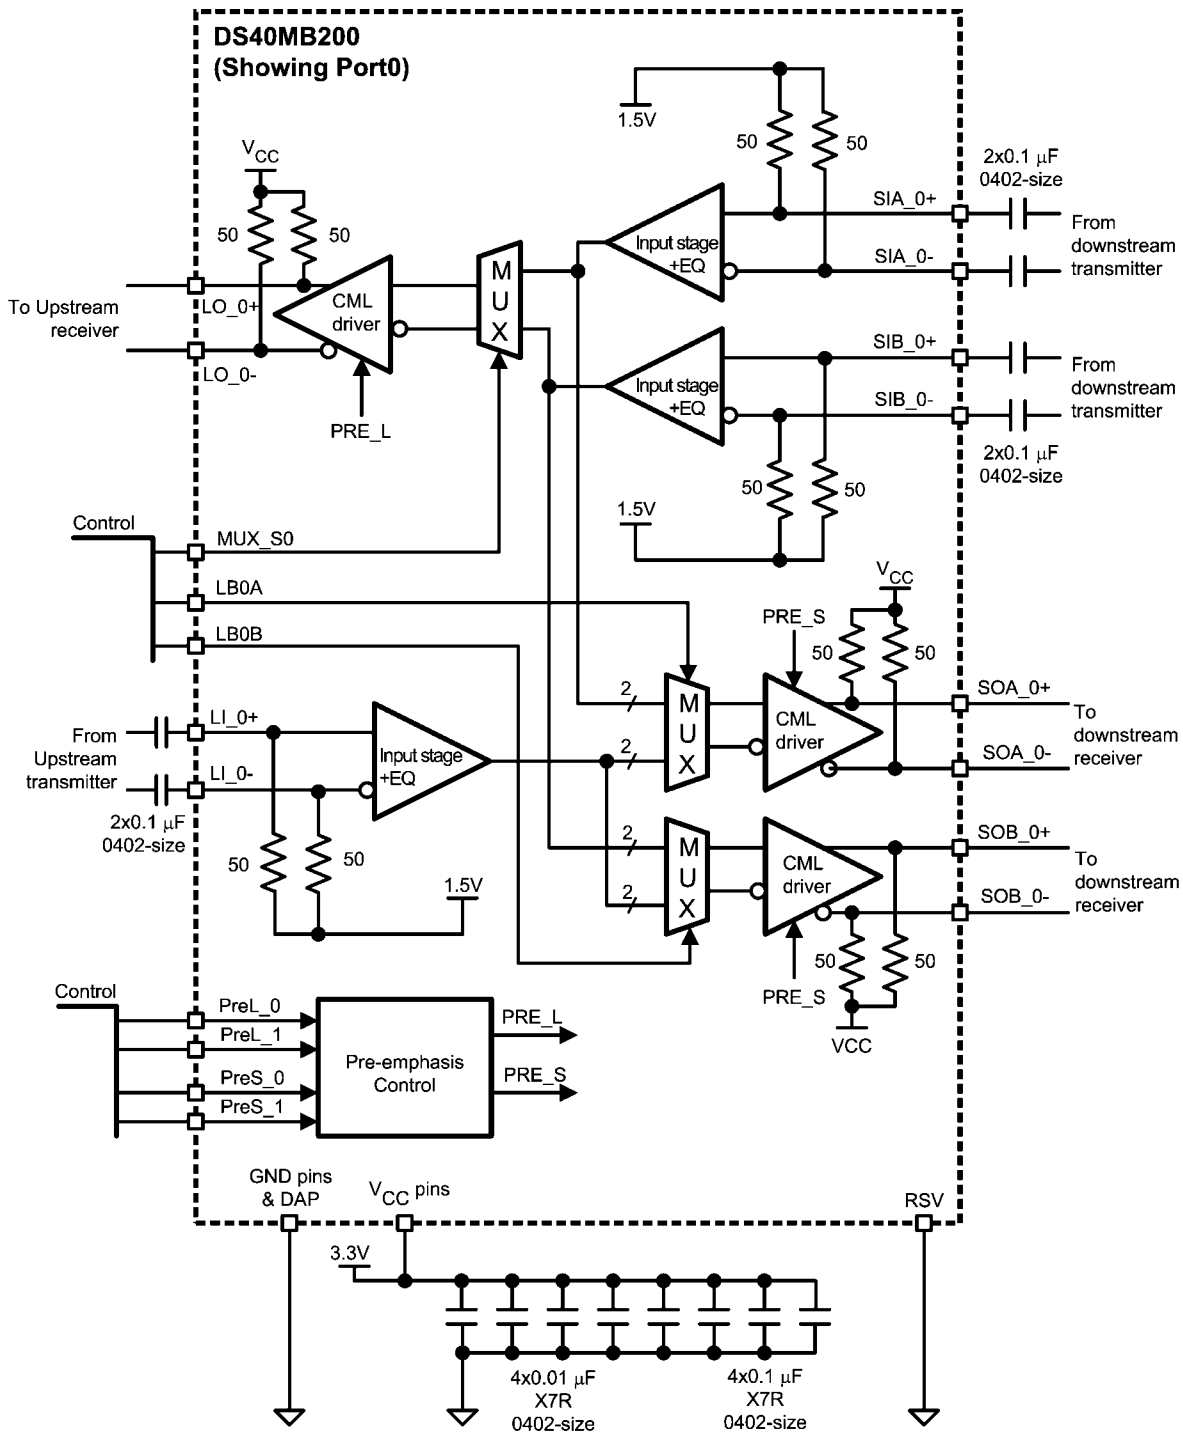 DS40MB200
(Showing Port0)
1.5V
50
50
2x0.1 µF
0402-size
VCC
50
50
SIA_0+
SIA_0-
From
downstream
transmitter
Input stage
+EQ
MUX
CML
driver
LO_0+
LO_0-
To Upstream
receiver
PRE_L
SIB_0+
SIB_0-
From
downstream
transmitter
Input stage
+EQ
2x0.1 µF
0402-size
50
50
1.5V
Control
MUX_S0
LB0A
LB0B
VCC
PRE_S
50
50
2
2
MUX
CML
driver
SOA_0+
SOA_0-
To
downstream
receiver
LI_0+
LI_0-
From
Upstream
transmitter
Input stage
+EQ
2x0.1 µF
0402-size
50
50
1.5V
2
2
MUX
CML
driver
SOB_0+
SOB_0-
To
downstream
receiver
PRE_S
50
50
VCC
Control
PreL_0
PreL_1
PreS_0
PreS_1
Pre-emphasis
Control
PRE_L
PRE_S
GND pins
& DAP
VCC pins
RSV
3.3V
4x0.01 µF
X7R
0402-size
4x0.1 µF
X7R
0402-size